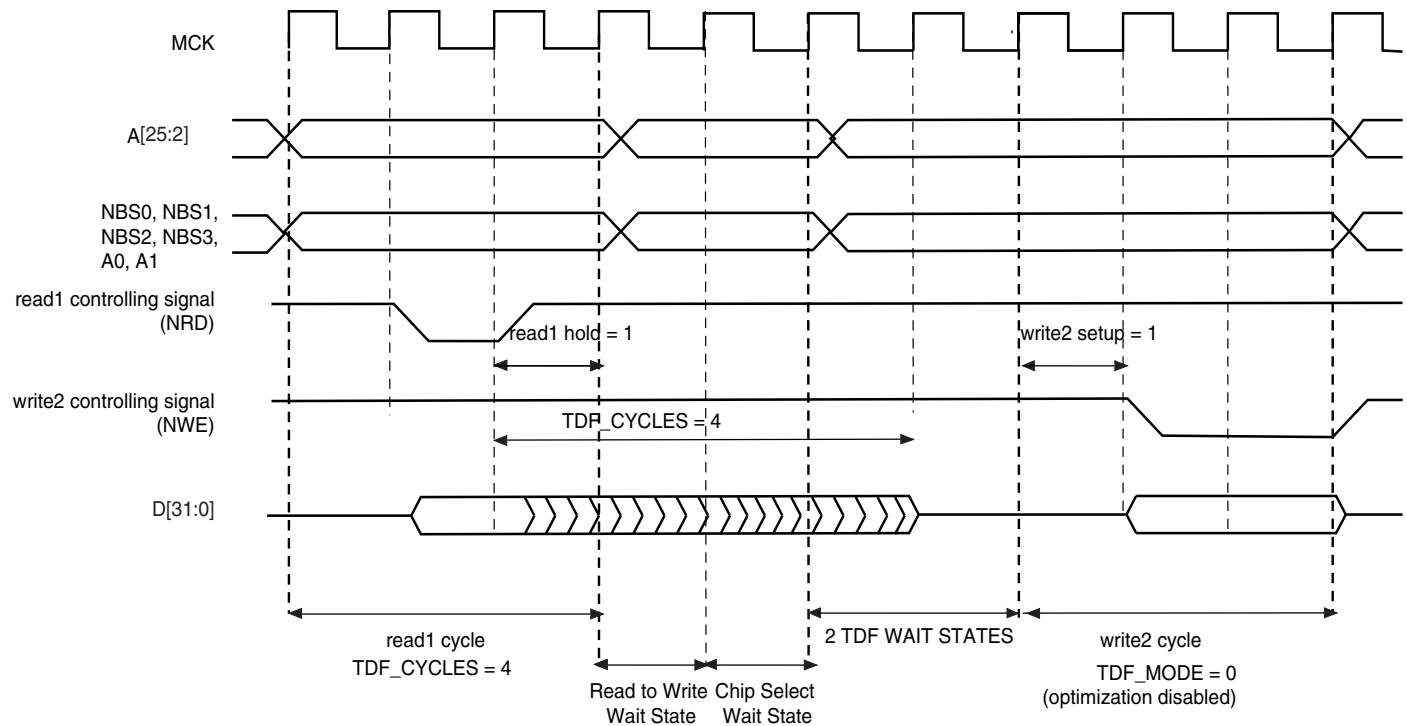 MCK
A[25:2]
NBS0, NBS1,
NBS2, NBS3,
A0, A1
read1 controlling signal
(NRD)
read1 hold = 1
write2 setup = 1
write2 controlling signal
(NWE)
TDF_CYCLES = 4
D[31:0]
read1 cycle
TDF_CYCLES = 4
2 TDF WAIT STATES
write2 cycle
TDF_MODE = 0
(optimization disabled)
Read to Write
Wait State
Chip Select
Wait State